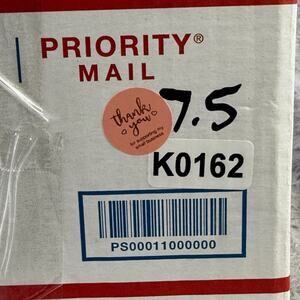 PRIORITY®
MAIL
thank
you
for supporting my
small business
7.5
K0162
PS00011000000